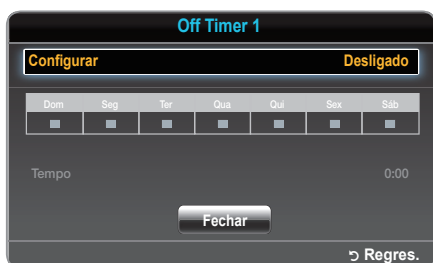 Off Timer 1
Configurar Desligado
Dom Seg Ter Qua Qui Sex Sáb
Tempo 0:00
Fechar
Regres.